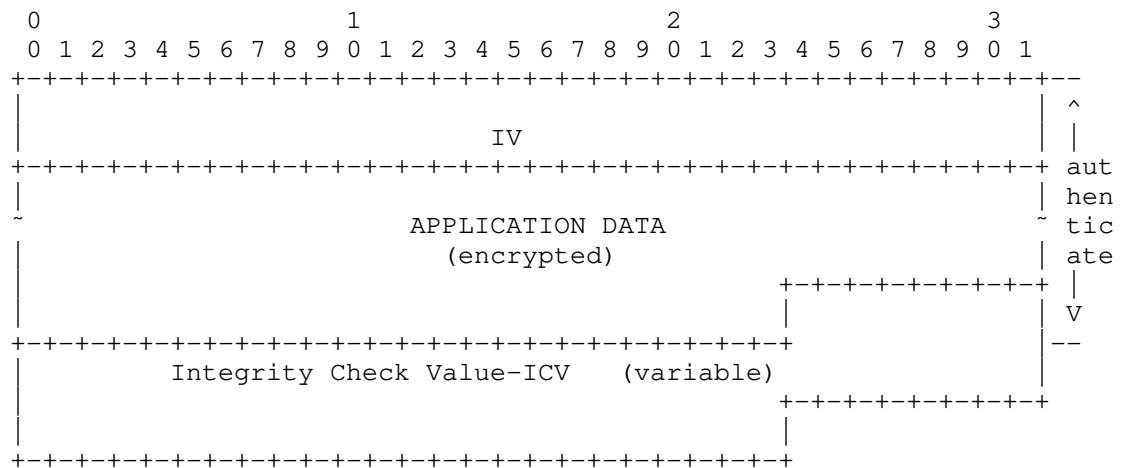 0                   1                   2                   3
0 1 2 3 4 5 6 7 8 9 0 1 2 3 4 5 6 7 8 9 0 1 2 3 4 5 6 7 8 9 0 1
+-+-+-+-+-+-+-+-+-+-+-+-+-+-+-+-+-+-+-+-+-+-+-+-+-+-+-+-+-+-+-+-+--
|                                                               | ^
|                             IV                                | |
+-+-+-+-+-+-+-+-+-+-+-+-+-+-+-+-+-+-+-+-+-+-+-+-+-+-+-+-+-+-+-+-+ aut
|                                                               | hen
~                        APPLICATION DATA                       ~ tic
|                          (encrypted)                          | ate
|                                               +-+-+-+-+-+-+-+-+ |
|                                               |               | V
+-+-+-+-+-+-+-+-+-+-+-+-+-+-+-+-+-+-+-+-+-+-+-+-+               |--
|         Integrity Check Value-ICV   (variable)                |
|                                               +-+-+-+-+-+-+-+-+
|                                               |
+-+-+-+-+-+-+-+-+-+-+-+-+-+-+-+-+-+-+-+-+-+-+-+-+